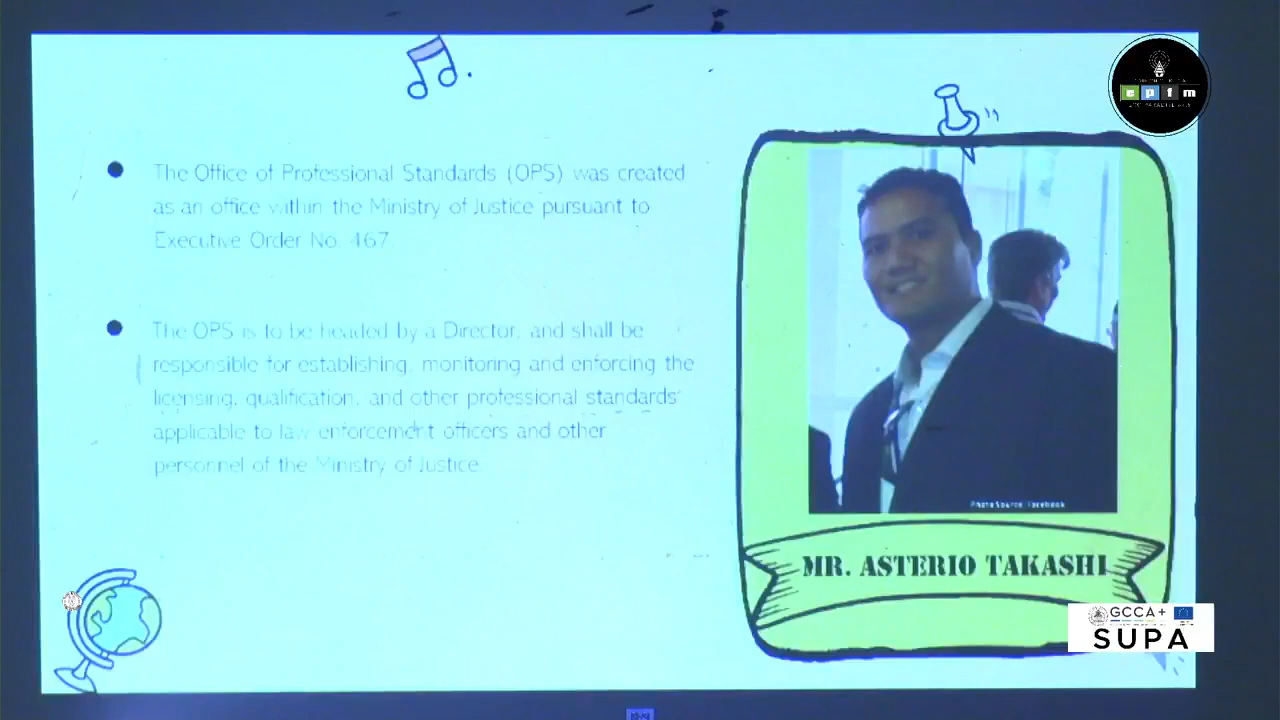 The Office of Professional Standards (OPS) was created
as an office within the Ministry of Justice pursuant to
Executive Order No. 467.
The OPS is to be headed by a Director, and shall be
responsible for establishing, monitoring and enforcing the
licensing, qualification, and other professional standards
applicable to law enforcement officers and other
personnel of the Ministry of Justice.
epfm
Photo Source: Facebook
MR. ASTERIO TAKASHI
GCCA+
SUPA